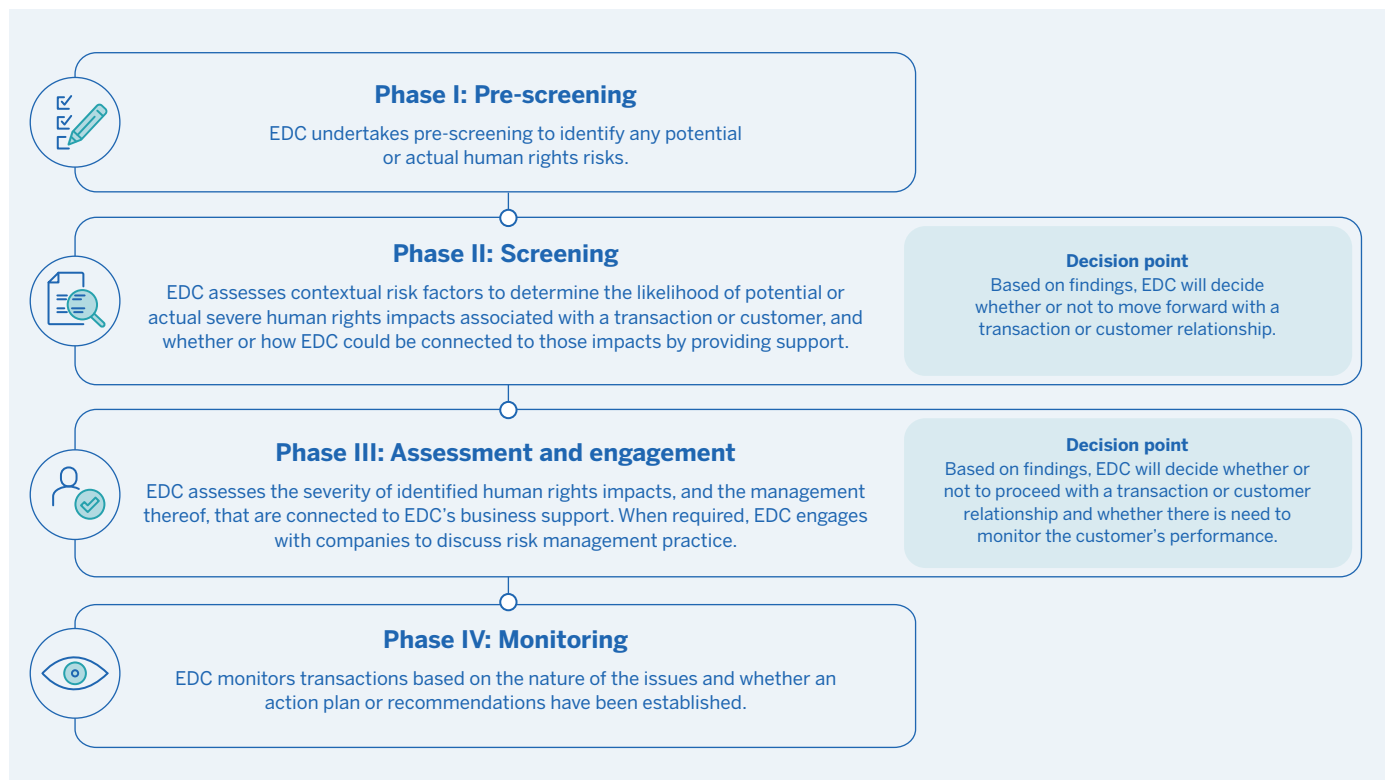 Phase I: Pre-screening
EDC undertakes pre-screening to identify any potential
or actual human rights risks.
Phase II: Screening
EDC assesses contextual risk factors to determine the likelihood of potential or
actual severe human rights impacts associated with a transaction or customer, and
whether or how EDC could be connected to those impacts by providing support.
Decision point
Based on findings, EDC will decide
whether or not to move forward with a
transaction or customer relationship.
Phase III: Assessment and engagement
EDC assesses the severity of identified human rights impacts, and the management
thereof, that are connected to EDC’s business support. When required, EDC engages
with companies to discuss risk management practice.
Decision point
Based on findings, EDC will decide whether or
not to proceed with a transaction or customer
relationship and whether there is need to
monitor the customer’s performance.
Phase IV: Monitoring
EDC monitors transactions based on the nature of the issues and whether an
action plan or recommendations have been established.